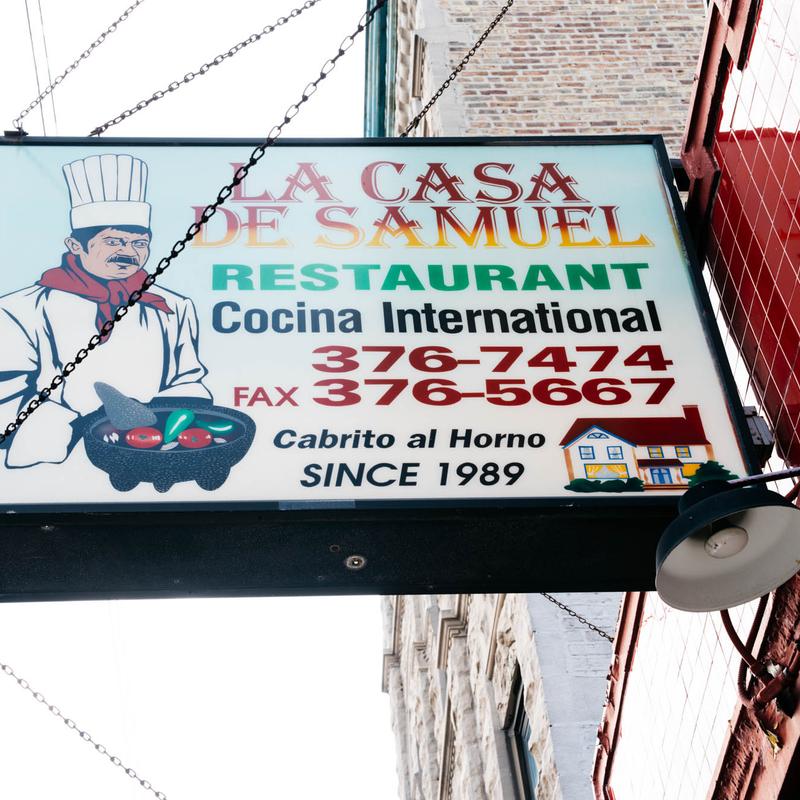 LA CASA
DE SAMUEL
RESTAURANT
Cocina International
376-7474
FAX 376-5667
Cabrito al Horno
SINCE 1989